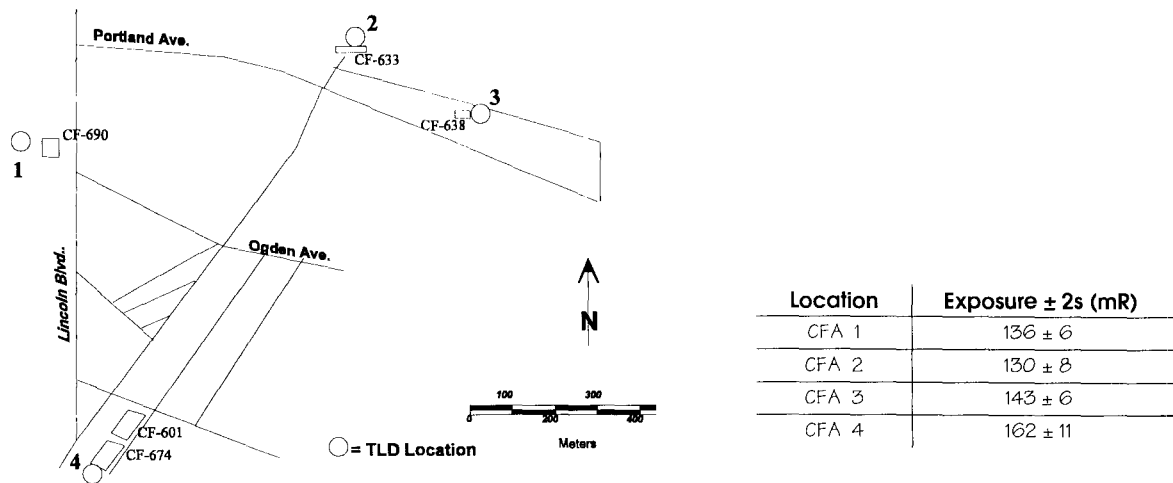 2
Portland Ave.
CF-633
3
CF-638
CF-690
1
Ogden Ave.
Lincoln Blvd..
N
100 300
0 200 400
Meters
CF-601
CF-674
4
= TLD Location
Location Exposure ± 2s (mR)
CFA 1 136 ± 6
CFA 2 130 ± 8
CFA 3 143 ± 6
CFA 4 162 ± 11